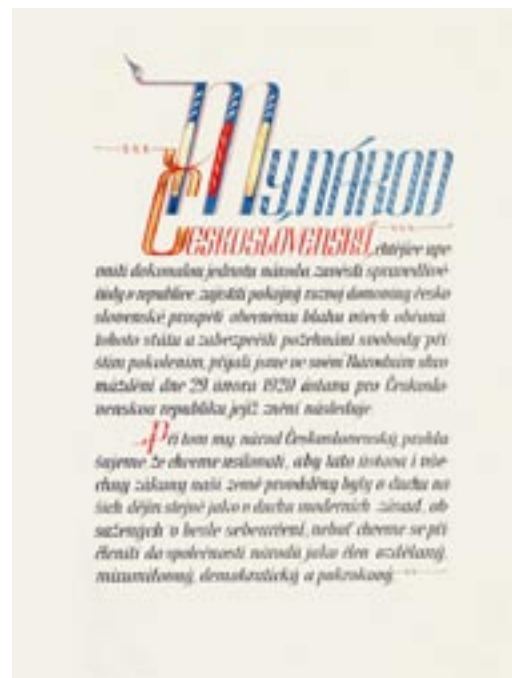 My, národ
Československý, chtějíce upe
vniti dokonalou jednotu národa, zavésti spravedlivé
řády v republice, zajistiti pokojný rozvoj domoviny česko
slovenské, prospěti obecnému blahu všech občanů
tohoto státu a zabezpečiti požehnání svobody pří
štím pokolením, přijali jsme ve svém Národním shro
máždění dne 29. února 1920 ústavu pro Českoslo
venskou republiku, jejíž znění následuje.
Při tom my, národ Československý, prohla
šujeme, že chceme usilovati, aby tato ústava i vše
chny zákony naší země prováděny byly v duchu na
šich dějin stejně jako v duchu moderních zásad, ob
sažených v hesle sebeurčení, neboť chceme se při
členiti do společnosti národů jako člen vzdělaný,
mírumilovný, demokratický a pokrokový.